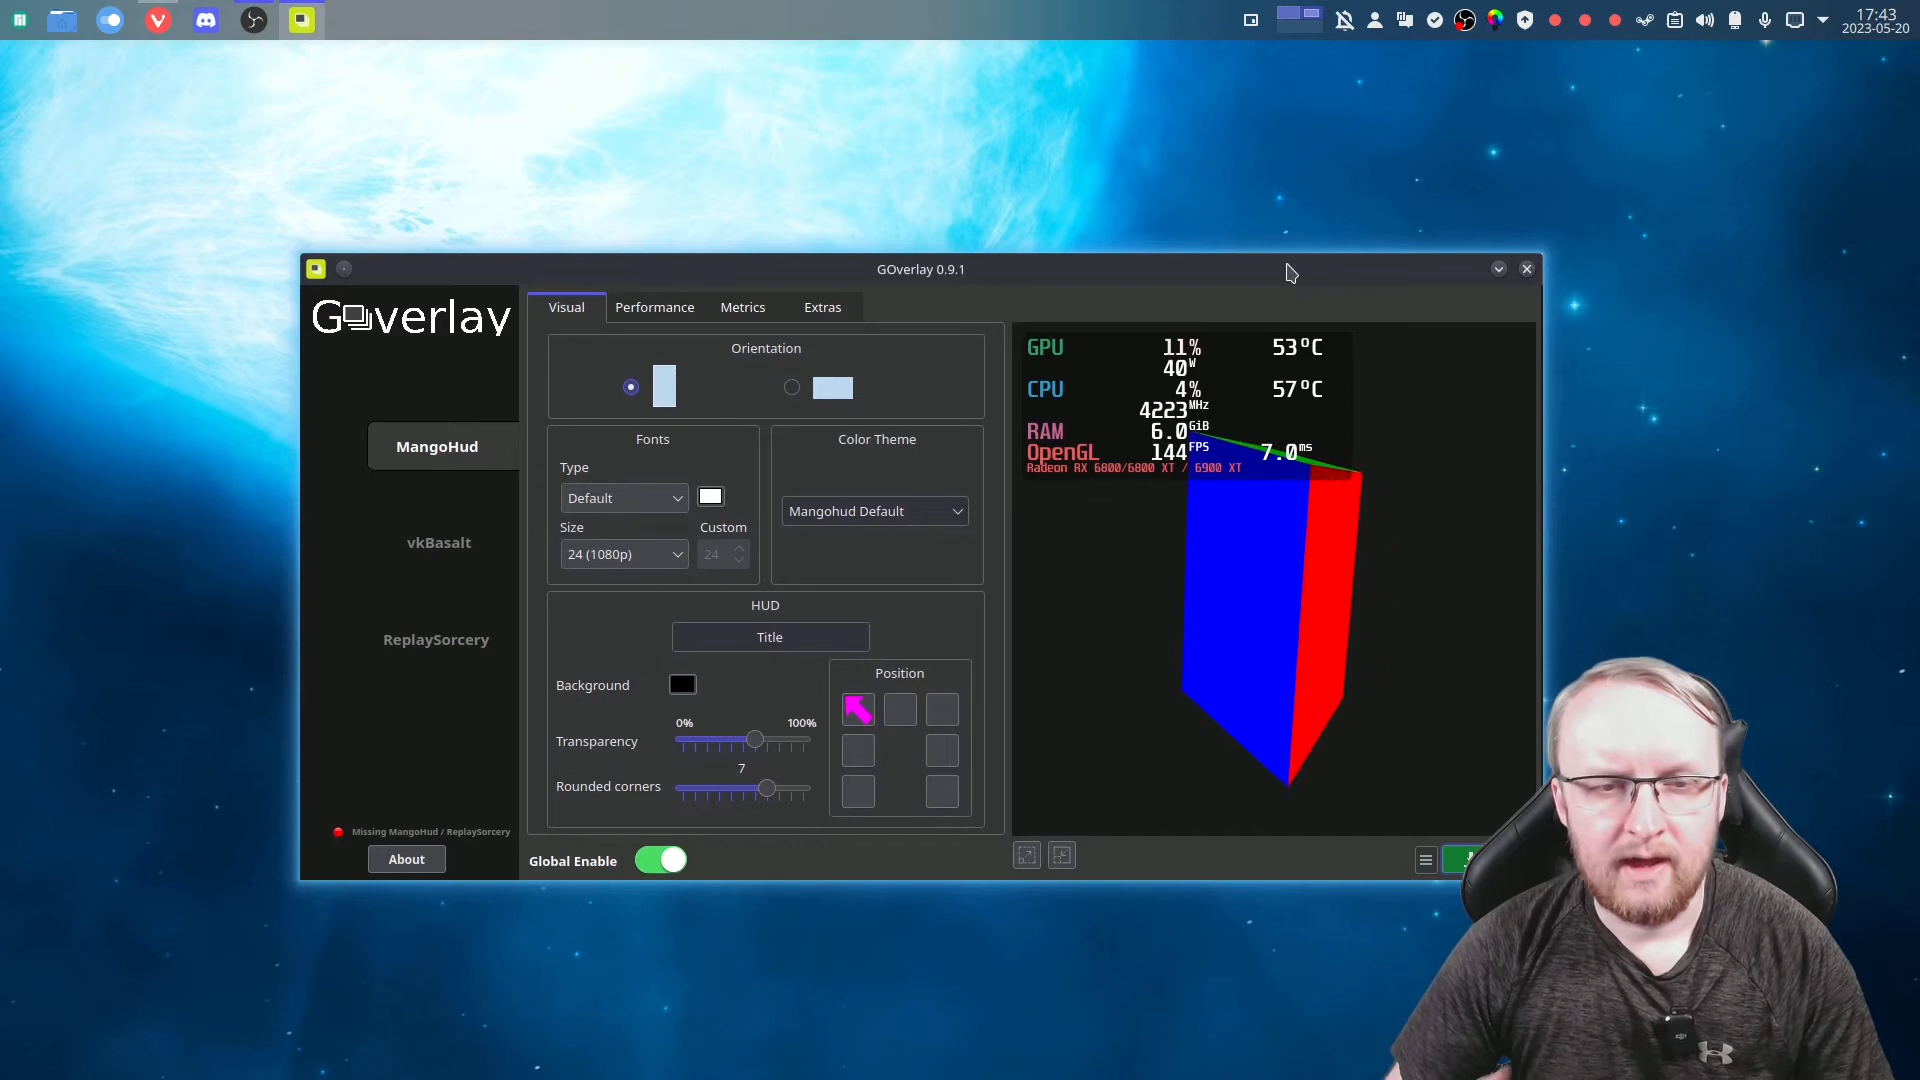 17:43
2023-05-20
GOverlay 0.9.1
Goverlay
Visual
Performance
Metrics
Extras
Orientation
Fonts
Type
Default
Size
Custom
24 (1080p)
24
Color Theme
Mangohud Default
MangoHud
vkBasalt
ReplaySorcery
HUD
Title
Background
Transparency
0%
100%
Rounded corners
7
Position
Missing MangoHud / ReplaySorcery
About
Global Enable
GPU 11% 53°C
40W
CPU 4% 57°C
4223MHz
RAM 6.0GiB
OpenGL 144FPS 7.0ms
Radeon RX 6800/6800 XT / 6900 XT